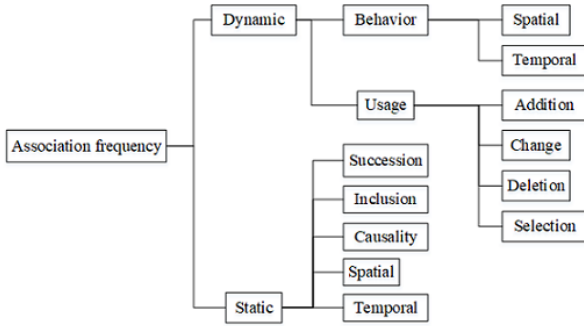 Dynamic
Behavior
Spatial
Temporal
Usage
Addition
Association frequency
Change
Succession
Deletion
Inclusion
Selection
Causality
Spatial
Static
Temporal